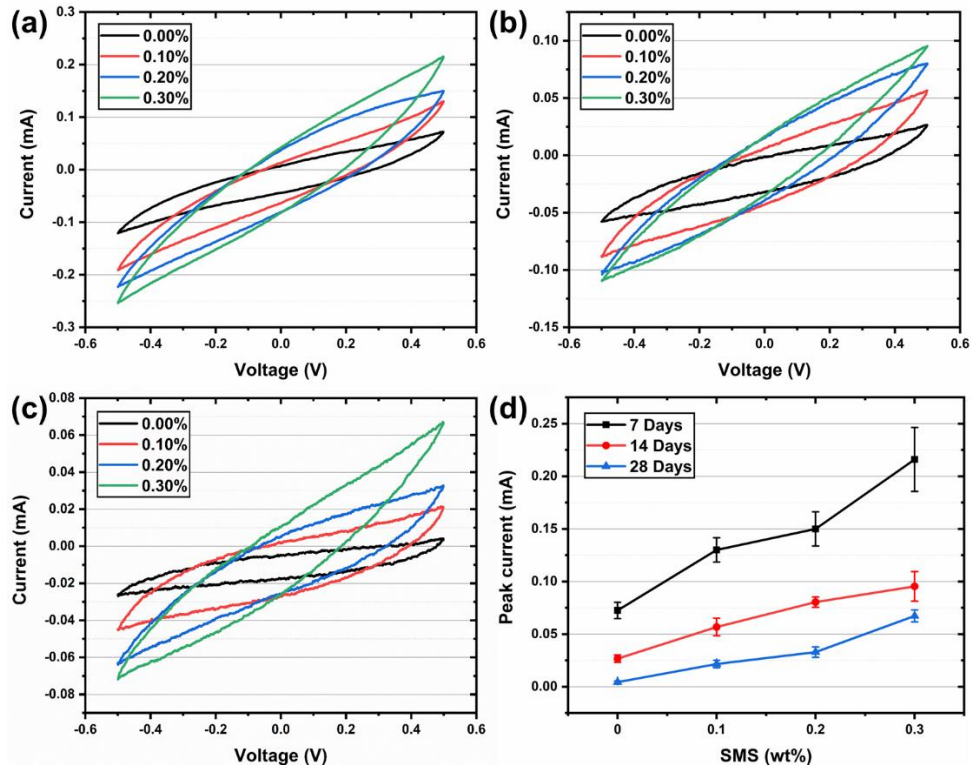 (a)
0.00%
0.10%
0.20%
0.30%
0.3
0.2
0.1
0.0
-0.1
-0.2
-0.3
Current (mA)
-0.6 -0.4 -0.2 0.0 0.2 0.4 0.6
Voltage (V)
(b)
0.00%
0.10%
0.20%
0.30%
0.10
0.05
0.00
-0.05
-0.10
-0.15
Current (mA)
-0.6 -0.4 -0.2 0.0 0.2 0.4 0.6
Voltage (V)
(c)
0.00%
0.10%
0.20%
0.30%
0.08
0.06
0.04
0.02
0.00
-0.02
-0.04
-0.06
-0.08
Current (mA)
-0.6 -0.4 -0.2 0.0 0.2 0.4 0.6
Voltage (V)
(d)
7 Days
14 Days
28 Days
0.25
0.20
0.15
0.10
0.05
0.00
Peak current (mA)
0 0.1 0.2 0.3
SMS (wt%)